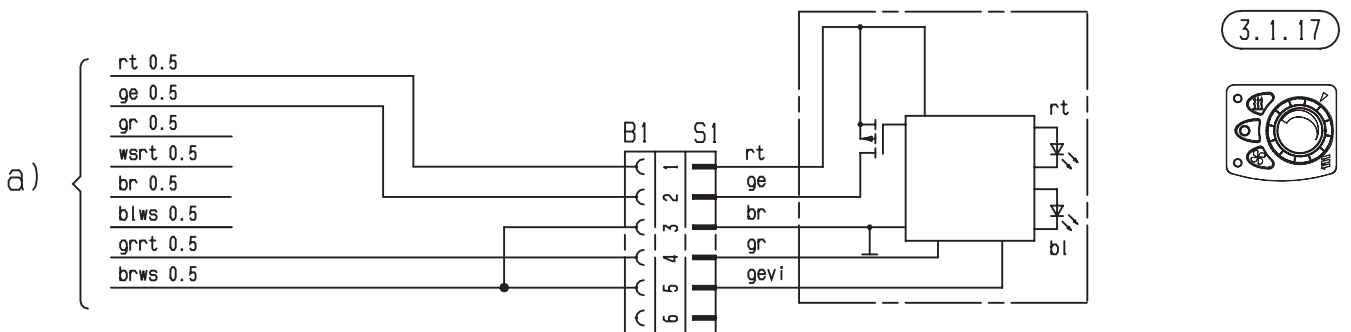 3.1.17
a)
rt 0.5
ge 0.5
gr 0.5
wsrt 0.5
br 0.5
blws 0.5
grrt 0.5
brws 0.5
B1 S1
1
2
3
4
5
6
rt
ge
br
gr
gevi
rt
bl